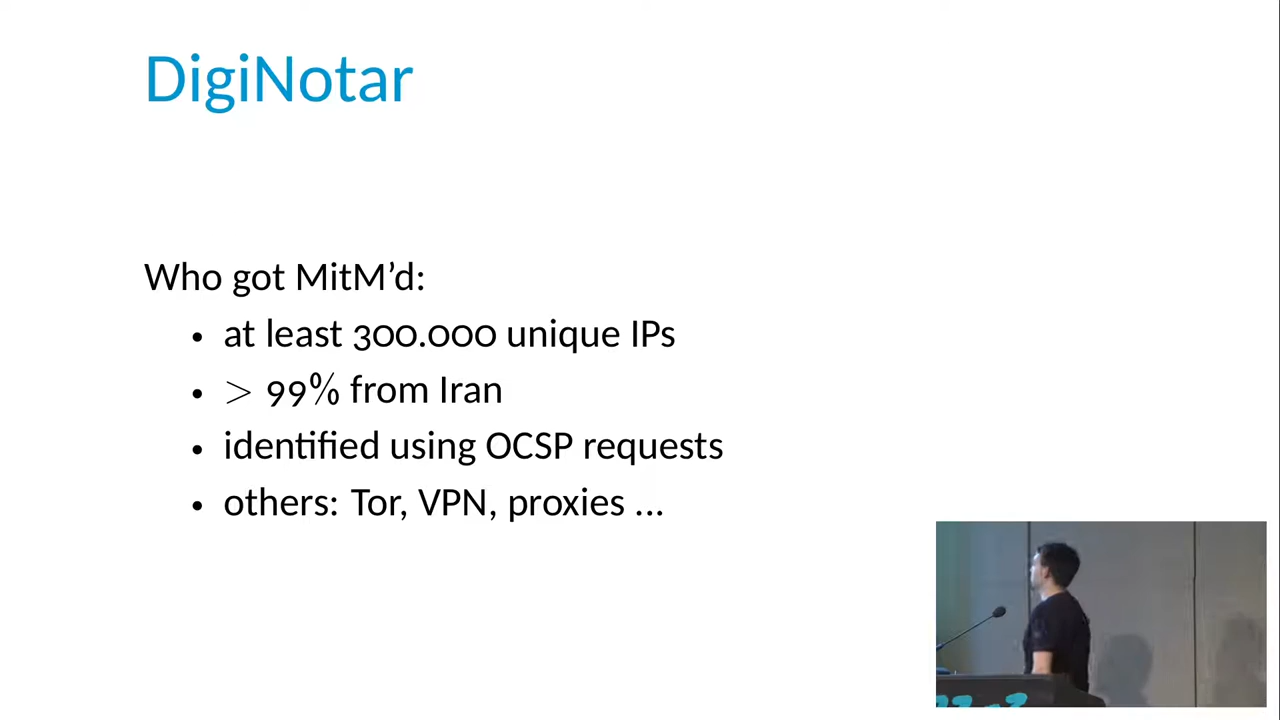 DigiNotar
Who got MitM’d:
• at least 300.000 unique IPs
• > 99% from Iran
• identified using OCSP requests
• others: Tor, VPN, proxies ...